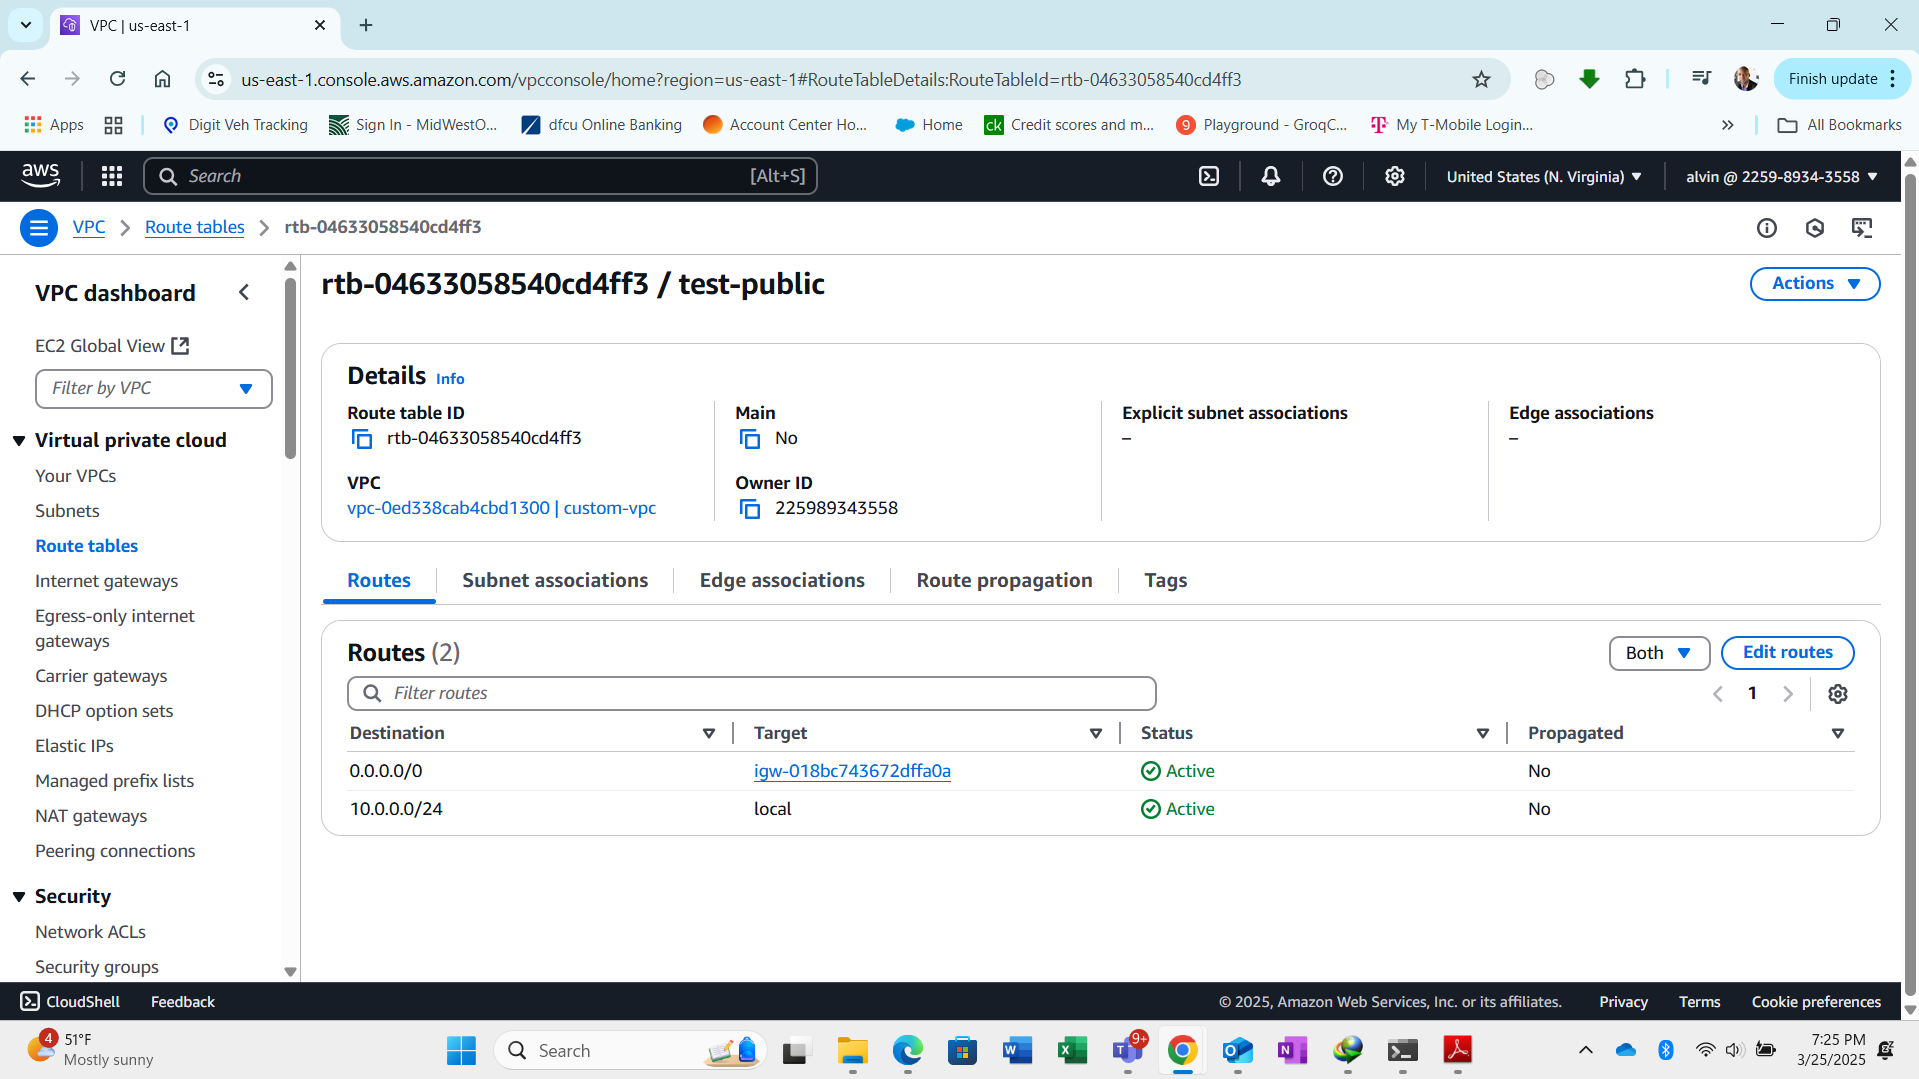 VPC | us-east-1
us-east-1.console.aws.amazon.com/vpcconsole/home?region=us-east-1#RouteTableDetails:RouteTableId=rtb-04633058540cd4ff3
Finish update
Apps
Digit Veh Tracking
Sign In - MidWestO...
dfcu Online Banking
Account Center Ho...
Home
ck
Credit scores and m...
9
Playground - GroqC...
My T-Mobile Login...
All Bookmarks
aws
Search
[Alt+S]
United States (N. Virginia)
alvin @ 2259-8934-3558
VPC
Route tables
rtb-04633058540cd4ff3
VPC dashboard
EC2 Global View
Filter by VPC
Virtual private cloud
Your VPCs
Subnets
Route tables
Internet gateways
Egress-only internet
gateways
Carrier gateways
DHCP option sets
Elastic IPs
Managed prefix lists
NAT gateways
Peering connections
Security
Network ACLs
Security groups
rtb-04633058540cd4ff3 / test-public
Actions
Details Info
Route table ID
rtb-04633058540cd4ff3
Main
No
Explicit subnet associations
–
Edge associations
–
VPC
vpc-0ed338cab4cbd1300 | custom-vpc
Owner ID
225989343558
Routes
Subnet associations
Edge associations
Route propagation
Tags
Routes (2)
Both
Edit routes
Filter routes
1
Destination Target Status Propagated
0.0.0.0/0 igw-018bc743672dffa0a Active No
10.0.0.0/24 local Active No
CloudShell
Feedback
© 2025, Amazon Web Services, Inc. or its affiliates.
Privacy
Terms
Cookie preferences
4
51°F
Mostly sunny
Search
9+
7:25 PM
3/25/2025